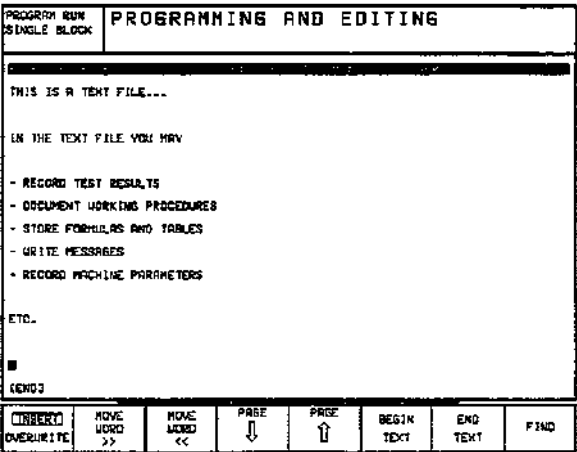 PROGRAM RUN
SINGLE BLOCK
PROGRAMMING AND EDITING
THIS IS A TEXT FILE...
IN THE TEXT FILE YOU MAY
- RECORD TEST RESULTS
- DOCUMENT WORKING PROCEDURES
- STORE FORMULAS AND TABLES
- WRITE MESSAGES
- RECORD MACHINE PARAMETERS
ETC.
[END]
INSERT
OVERWRITE
MOVE
WORD
>>
MOVE
WORD
<<
PAGE
⇩
PAGE
⇧
BEGIN
TEXT
END
TEXT
FIND